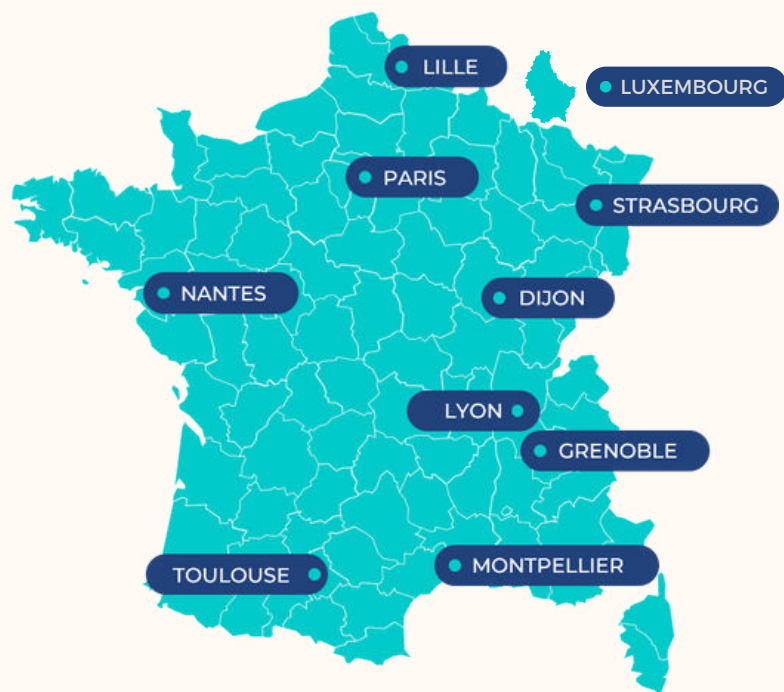 LILLE
LUXEMBOURG
PARIS
STRASBOURG
NANTES
DIJON
LYON
GRENOBLE
TOULOUSE
MONTPELLIER